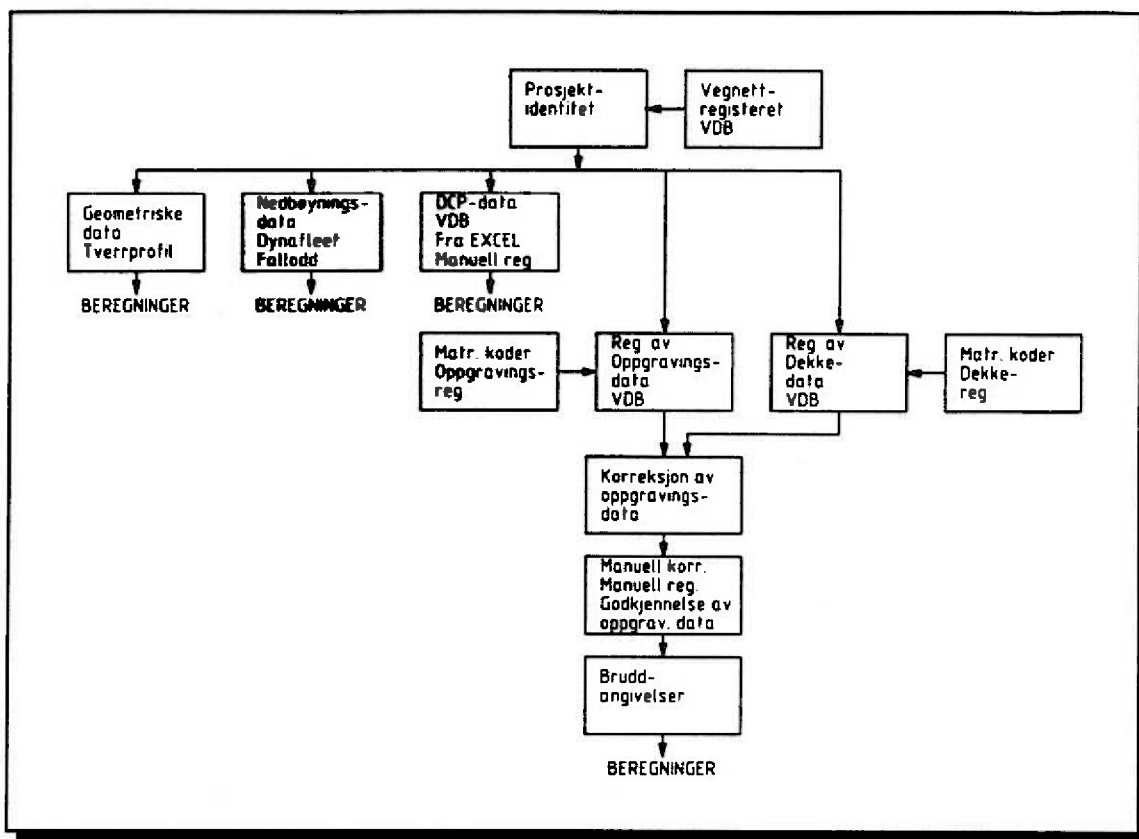 Prosjekt-
identitet
Vegnett-
registeret
VDB
Geometriske
data
Tverrprofil
Nedbøynings-
data
Dynafleet
Fallodd
DCP-data
VDB
Fra EXCEL
Manuell reg
BEREGNINGER
BEREGNINGER
BEREGNINGER
Matr. koder
Oppgravings-
reg
Reg av
Oppgravings-
data
VDB
Reg av
Dekke-
data
VDB
Matr. koder
Dekke-
reg
Korreksjon av
oppgravings-
data
Manuell korr.
Manuell reg.
Godkjennelse av
oppgrav. data
Brudd-
angivelser
BEREGNINGER